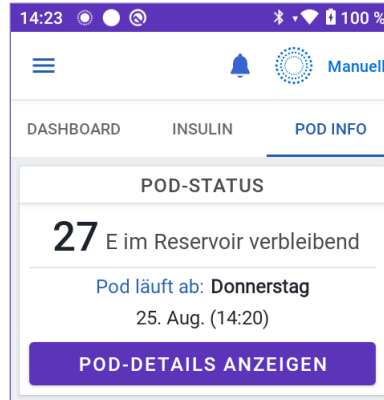 14:23 100 %
Manuell
DASHBOARD INSULIN POD INFO
POD-STATUS
27 E im Reservoir verbleibend
Pod läuft ab: Donnerstag
25. Aug. (14:20)
POD-DETAILS ANZEIGEN